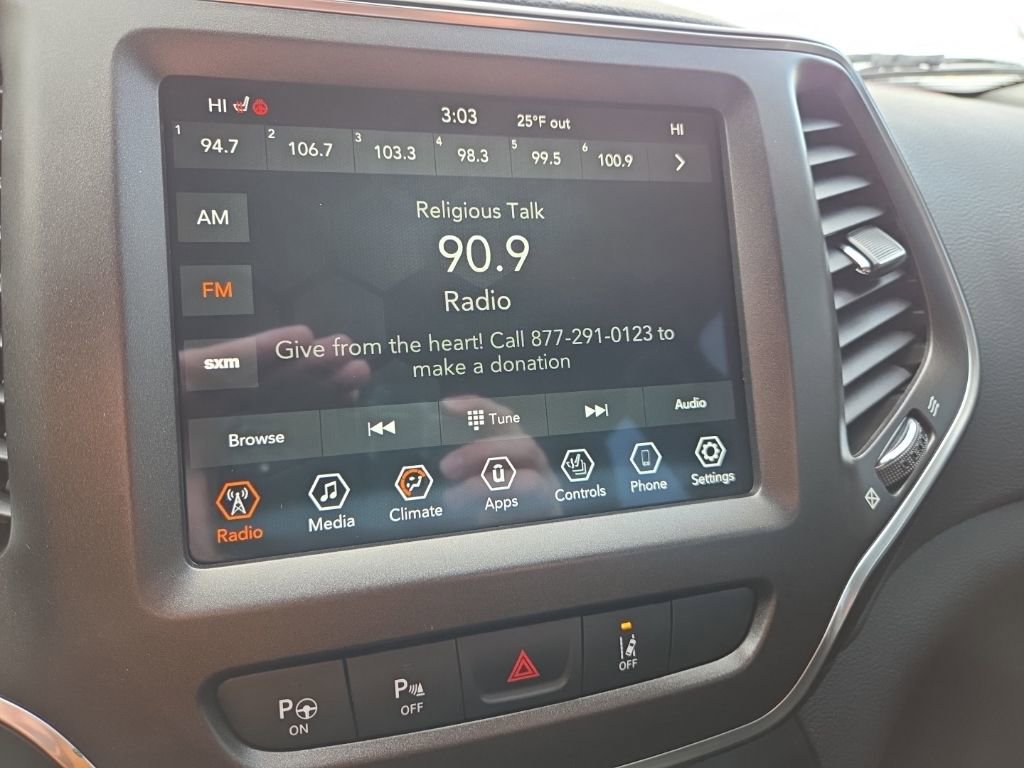 HI 3:03 25°F out HI
1 94.7 2 106.7 3 103.3 4 98.3 5 99.5 6 100.9
AM
Religious Talk
90.9
FM
Radio
Give from the heart! Call 877-291-0123 to
make a donation
sxm
Browse Tune Audio
Radio Media Climate Apps Controls Phone Settings
P ON
P OFF
OFF